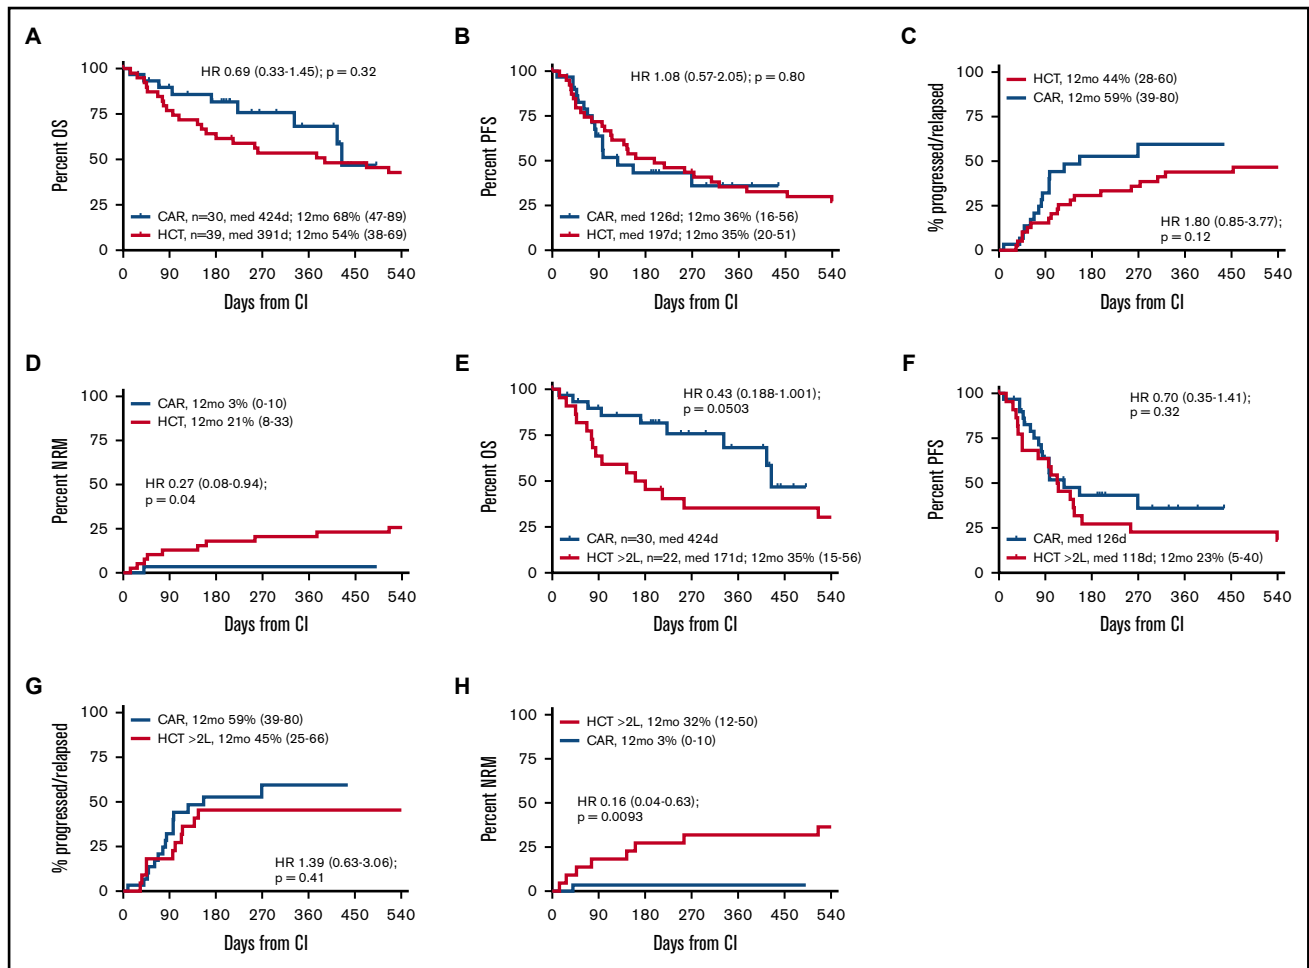 A
100
75
50
25
0
Percent OS
HR 0.69 (0.33-1.45); p = 0.32
CAR, n=30, med 424d; 12mo 68% (47-89)
HCT, n=39, med 391d; 12mo 54% (38-69)
0 90 180 270 360 450 540
Days from CI
B
100
75
50
25
0
Percent PFS
HR 1.08 (0.57-2.05); p = 0.80
CAR, med 126d; 12mo 36% (16-56)
HCT, med 197d; 12mo 35% (20-51)
0 90 180 270 360 450 540
Days from CI
C
100
75
50
25
0
% progressed/relapsed
HCT, 12mo 44% (28-60)
CAR, 12mo 59% (39-80)
HR 1.80 (0.85-3.77);
p = 0.12
0 90 180 270 360 450 540
Days from CI
D
100
75
50
25
0
Percent NRM
CAR, 12mo 3% (0-10)
HCT, 12mo 21% (8-33)
HR 0.27 (0.08-0.94);
p = 0.04
0 90 180 270 360 450 540
Days from CI
E
100
75
50
25
0
Percent OS
HR 0.43 (0.188-1.001);
p = 0.0503
CAR, n=30, med 424d
HCT >2L, n=22, med 171d; 12mo 35% (15-56)
0 90 180 270 360 450 540
Days from CI
F
100
75
50
25
0
Percent PFS
HR 0.70 (0.35-1.41);
p = 0.32
CAR, med 126d
HCT >2L, med 118d; 12mo 23% (5-40)
0 90 180 270 360 450 540
Days from CI
G
100
75
50
25
0
% progressed/relapsed
CAR, 12mo 59% (39-80)
HCT >2L, 12mo 45% (25-66)
HR 1.39 (0.63-3.06);
p = 0.41
0 90 180 270 360 450 540
Days from CI
H
100
75
50
25
0
Percent NRM
HCT >2L, 12mo 32% (12-50)
CAR, 12mo 3% (0-10)
HR 0.16 (0.04-0.63);
p = 0.0093
0 90 180 270 360 450 540
Days from CI